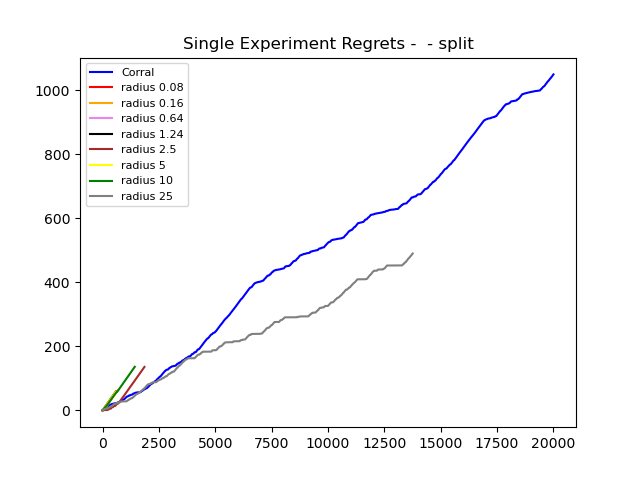 Single Experiment Regrets -  - split
Corral
radius 0.08
radius 0.16
radius 0.64
radius 1.24
radius 2.5
radius 5
radius 10
radius 25
1000
800
600
400
200
0
0 2500 5000 7500 10000 12500 15000 17500 20000